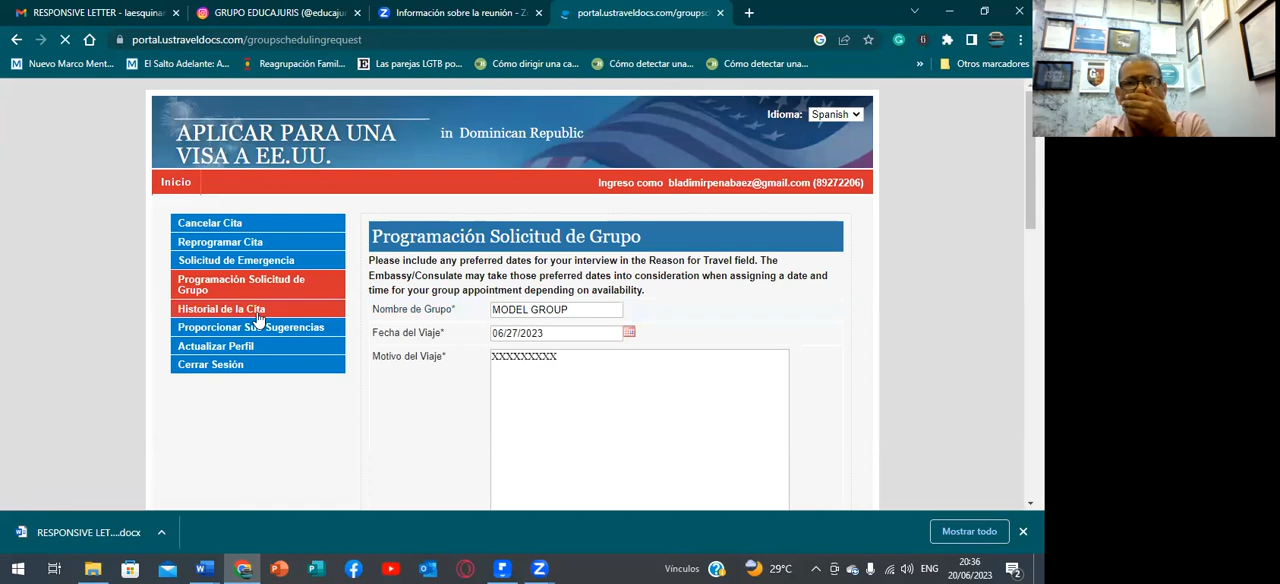 RESPONSIVE LETTER - laesquinar
GRUPO EDUCAJURIS (@educaju
Información sobre la reunión - Zo
portal.ustraveldocs.com/groupsch
portal.ustraveldocs.com/groupschedulingrequest
Nuevo Marco Ment...
El Salto Adelante: A...
Reagrupación Famil...
Las parejas LGTB po...
Cómo dirigir una ca...
Cómo detectar una...
Cómo detectar una...
»
Otros marcadores
APLICAR PARA UNA
VISA A EE.UU.
in Dominican Republic
Idioma: Spanish
Inicio
Ingreso como bladimirpenabaez@gmail.com (89272206)
Cancelar Cita
Reprogramar Cita
Solicitud de Emergencia
Programación Solicitud de
Grupo
Historial de la Cita
Proporcionar Sus Sugerencias
Actualizar Perfil
Cerrar Sesión
Programación Solicitud de Grupo
Please include any preferred dates for your interview in the Reason for Travel field. The
Embassy/Consulate may take those preferred dates into consideration when assigning a date and
time for your group appointment depending on availability.
Nombre de Grupo* MODEL GROUP
Fecha del Viaje* 06/27/2023
Motivo del Viaje* XXXXXXXXX
RESPONSIVE LET....docx
Mostrar todo
Vínculos
29°C
ENG
20:36
20/06/2023
2